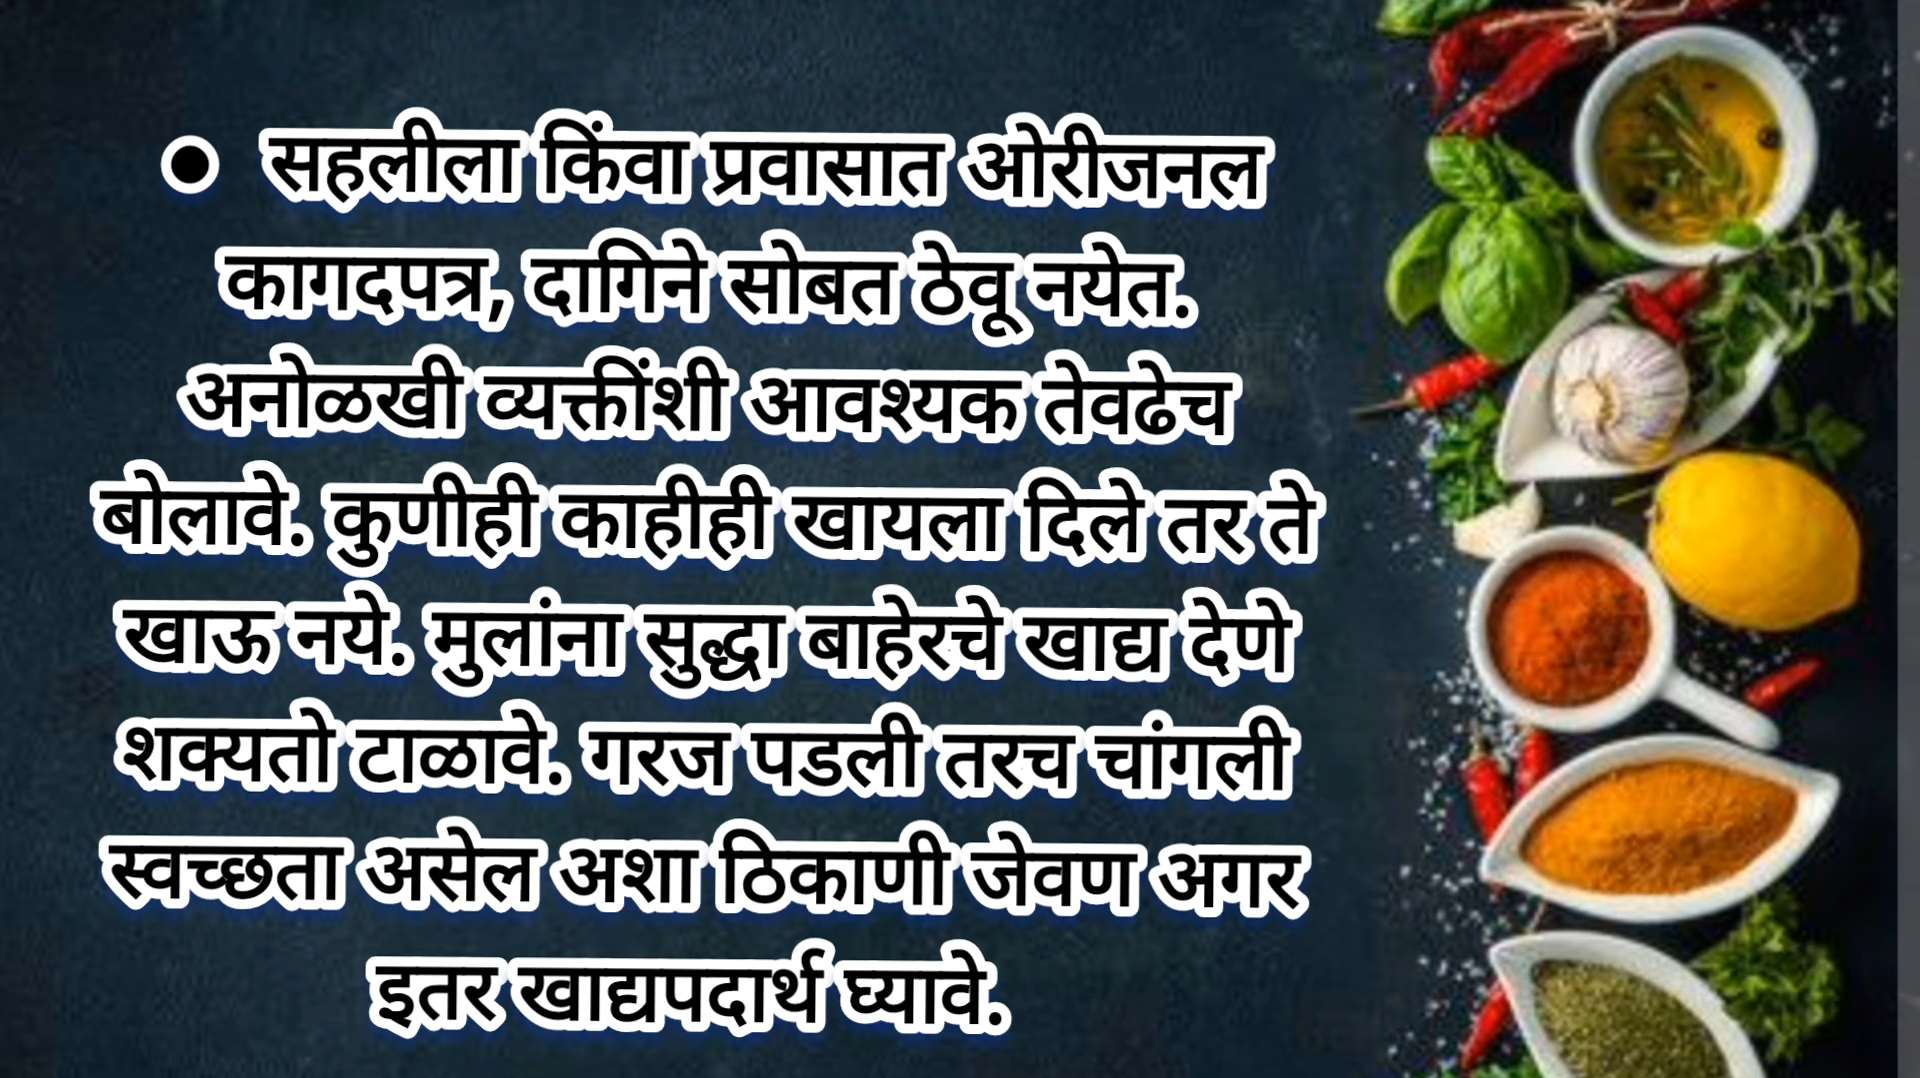 • सहलीला किंवा प्रवासात ओरीजनल
कागदपत्र, दागिने सोबत ठेवू नयेत.
अनोळखी व्यक्तींशी आवश्यक तेवढेच
बोलावे. कुणीही काहीही खायला दिले तर ते
खाऊ नये. मुलांना सुद्धा बाहेरचे खाद्य देणे
शक्यतो टाळावे. गरज पडली तरच चांगली
स्वच्छता असेल अशा ठिकाणी जेवण अगर
इतर खाद्यपदार्थ घ्यावे.